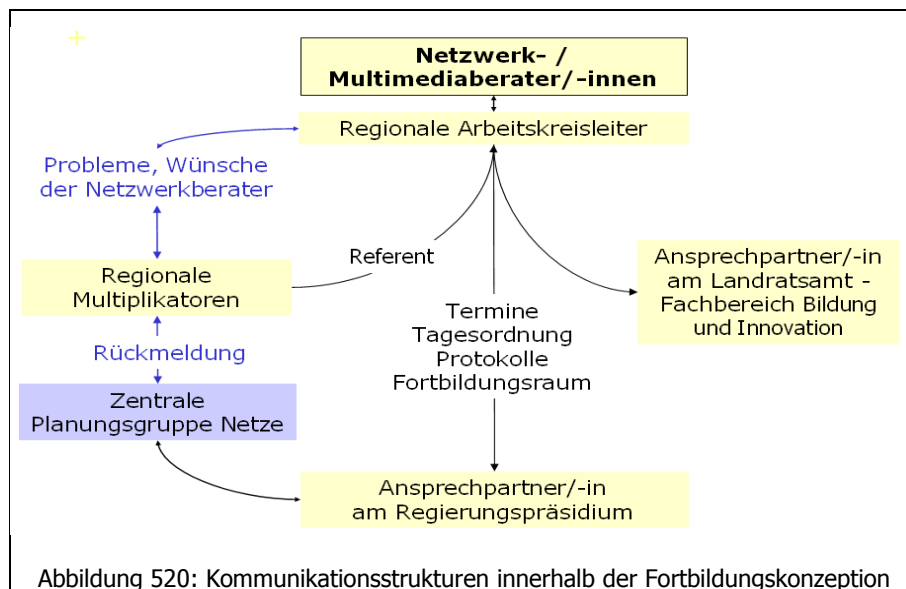 Netzwerk- /
Multimediaberater/-innen
Regionale Arbeitskreisleiter
Probleme, Wünsche
der Netzwerkberater
Referent
Regionale
Multiplikatoren
Ansprechpartner/-in
am Landratsamt -
Fachbereich Bildung
und Innovation
Termine
Tagesordnung
Protokolle
Fortbildungsraum
Rückmeldung
Zentrale
Planungsgruppe Netze
Ansprechpartner/-in
am Regierungspräsidium
Abbildung 520: Kommunikationsstrukturen innerhalb der Fortbildungskonzeption